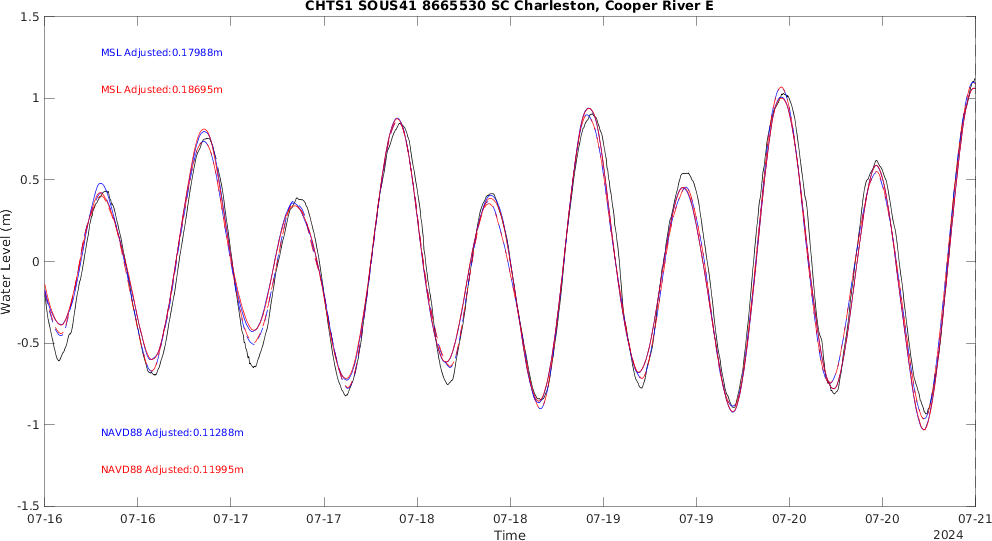 CHTS1 SOUS41 8665530 SC Charleston, Cooper River E
1.5
MSL Adjusted:0.17988m
MSL Adjusted:0.18695m
1
0.5
0
Water Level (m)
-0.5
-1
NAVD88 Adjusted:0.11288m
NAVD88 Adjusted:0.11995m
-1.5
07-16 07-16 07-17 07-17 07-18 07-18 07-19 07-19 07-20 07-20 07-21
Time
2024